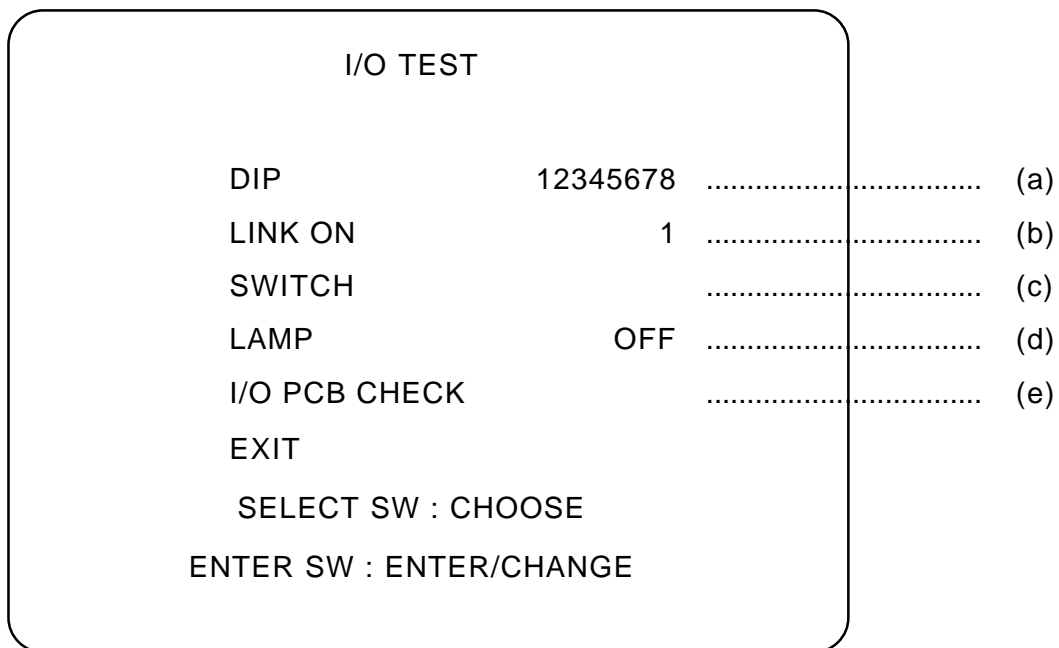 I/O TEST
DIP 12345678 .................................. (a)
LINK ON 1 .................................. (b)
SWITCH .................................. (c)
LAMP OFF .................................. (d)
I/O PCB CHECK .................................. (e)
EXIT
SELECT SW : CHOOSE
ENTER SW : ENTER/CHANGE